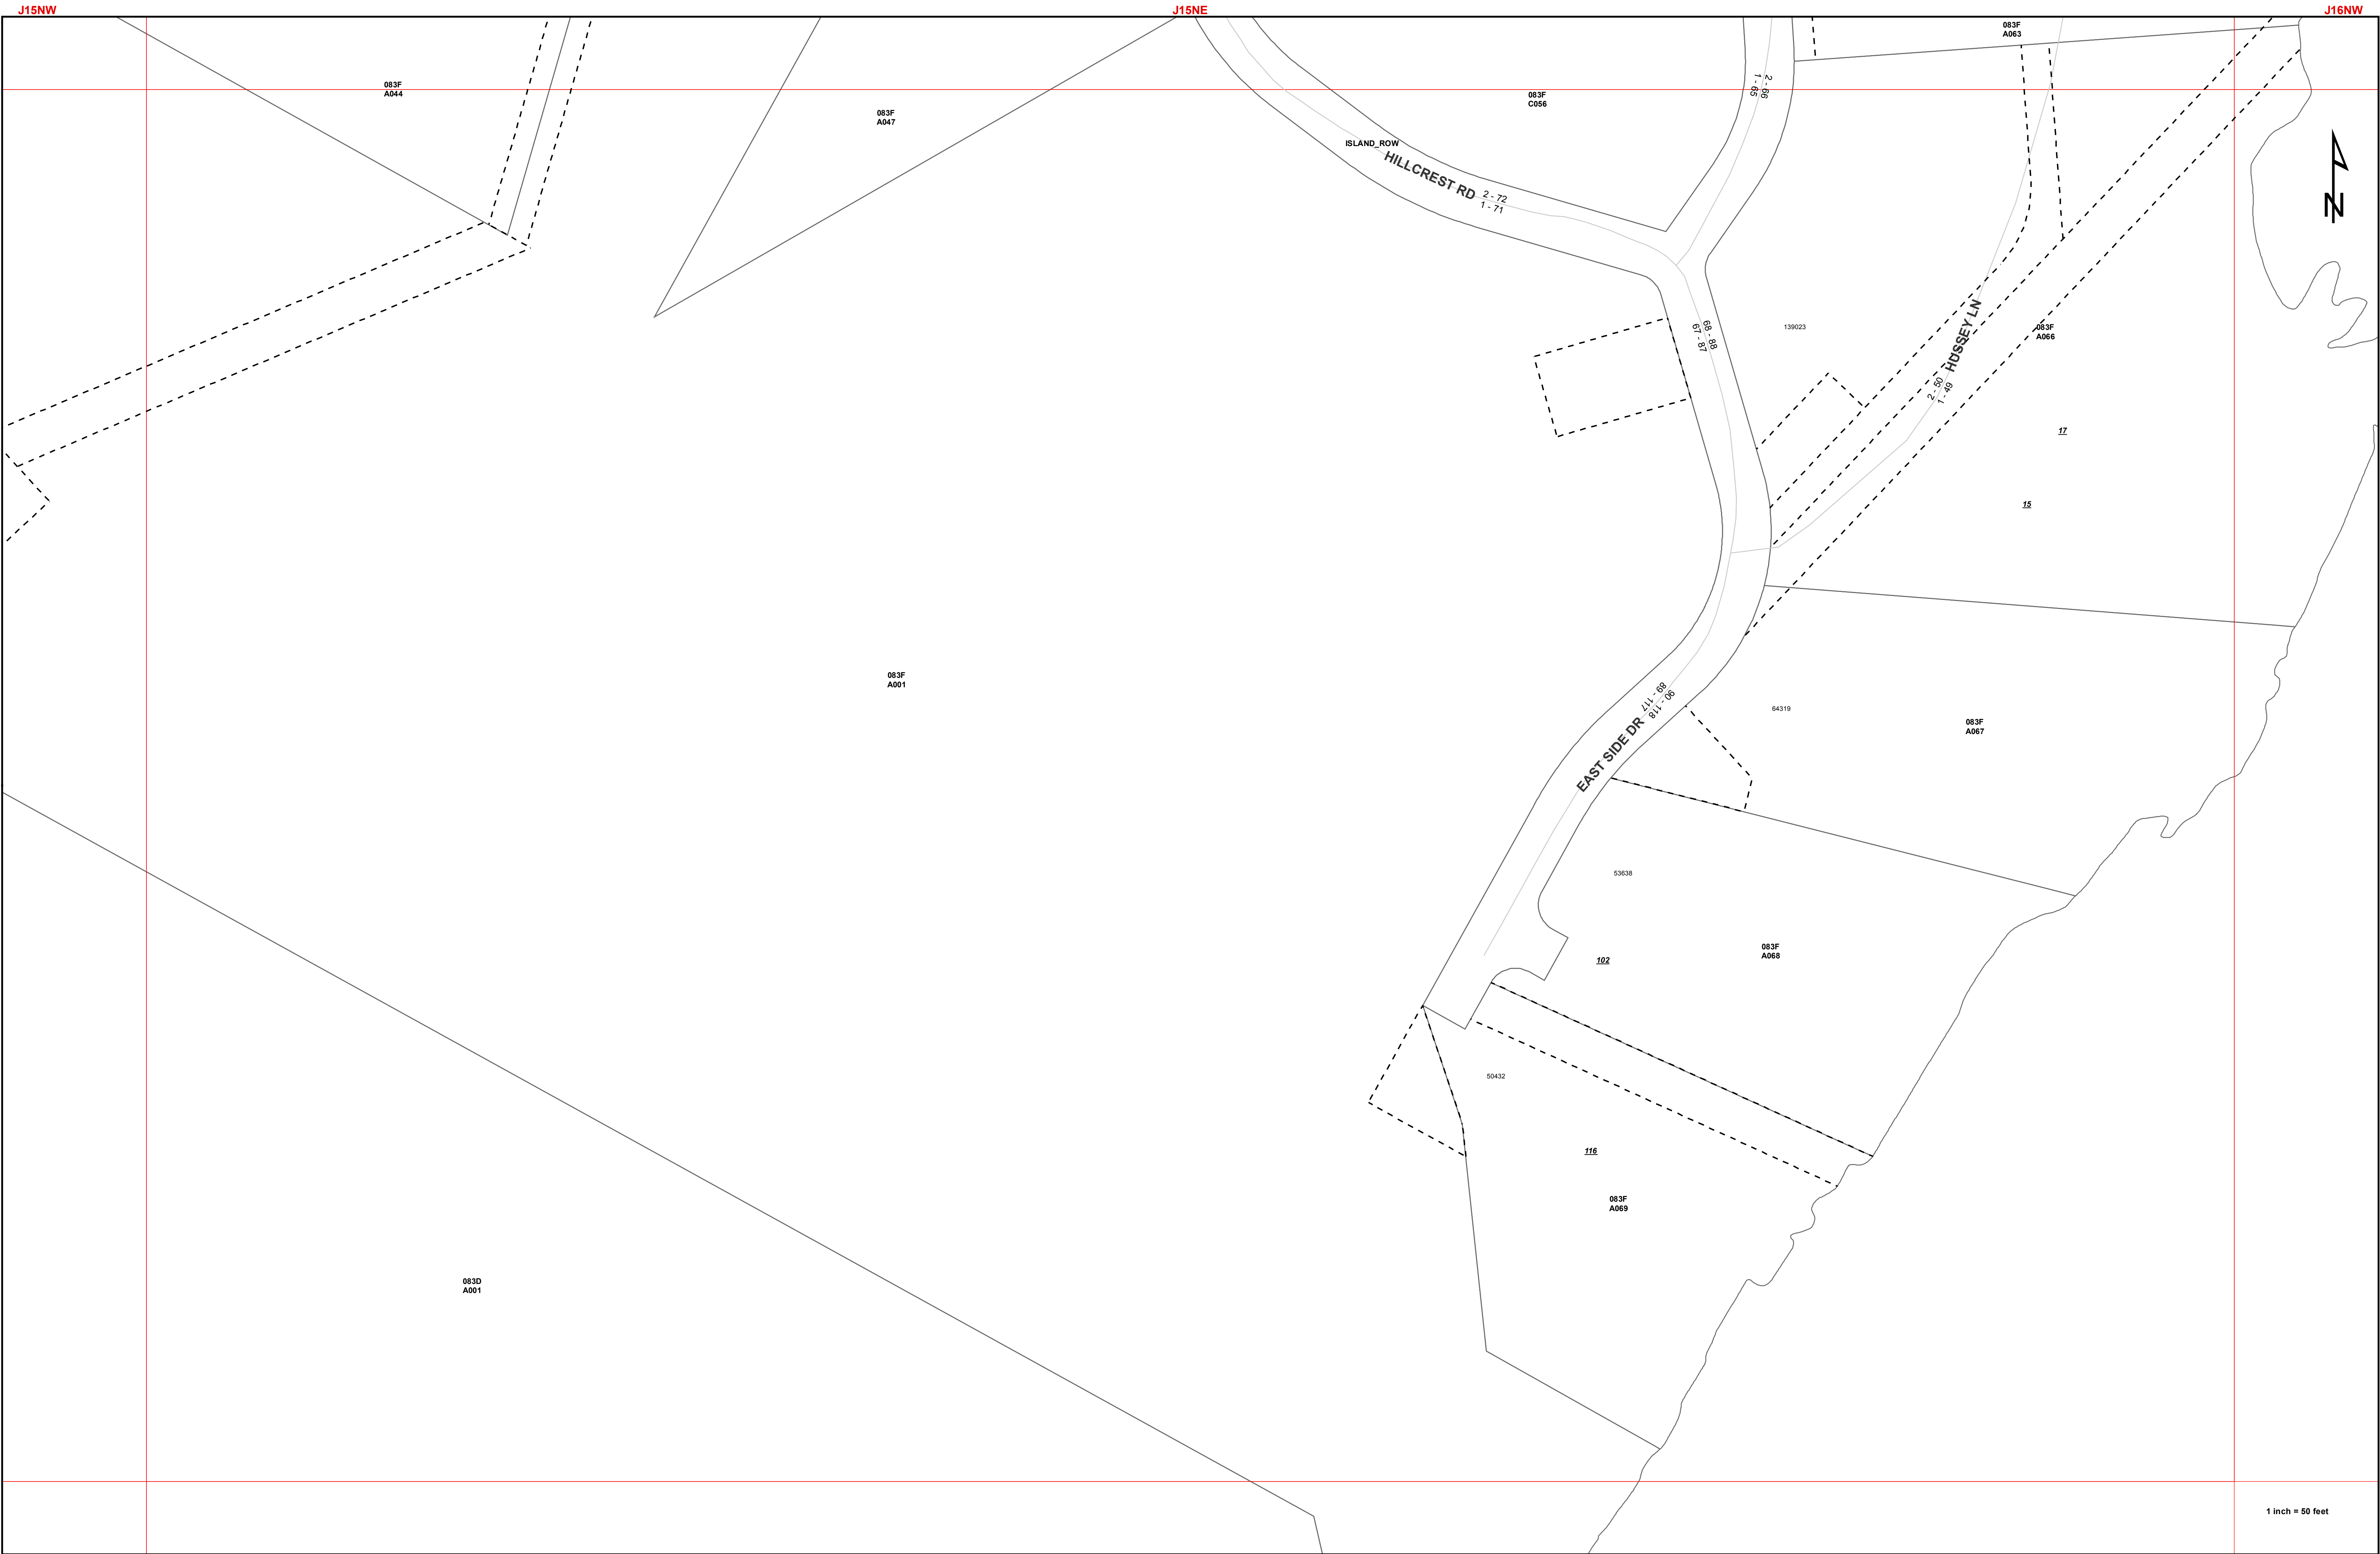 J15NW
J15NE
J16NW
083F
A063
083F
A044
083F
A047
083F
C056
2 - 66
1 - 65
ISLAND_ROW
HILLCREST RD
2 - 72
1 - 71
N
68 - 88
67 - 87
139023
HUSSEY LN
2 - 50
1 - 49
083F
A066
17
15
083F
A001
EAST SIDE DR
89 - 117
90 - 118
64319
083F
A067
53638
083F
A068
102
50432
116
083F
A069
083D
A001
1 inch = 50 feet